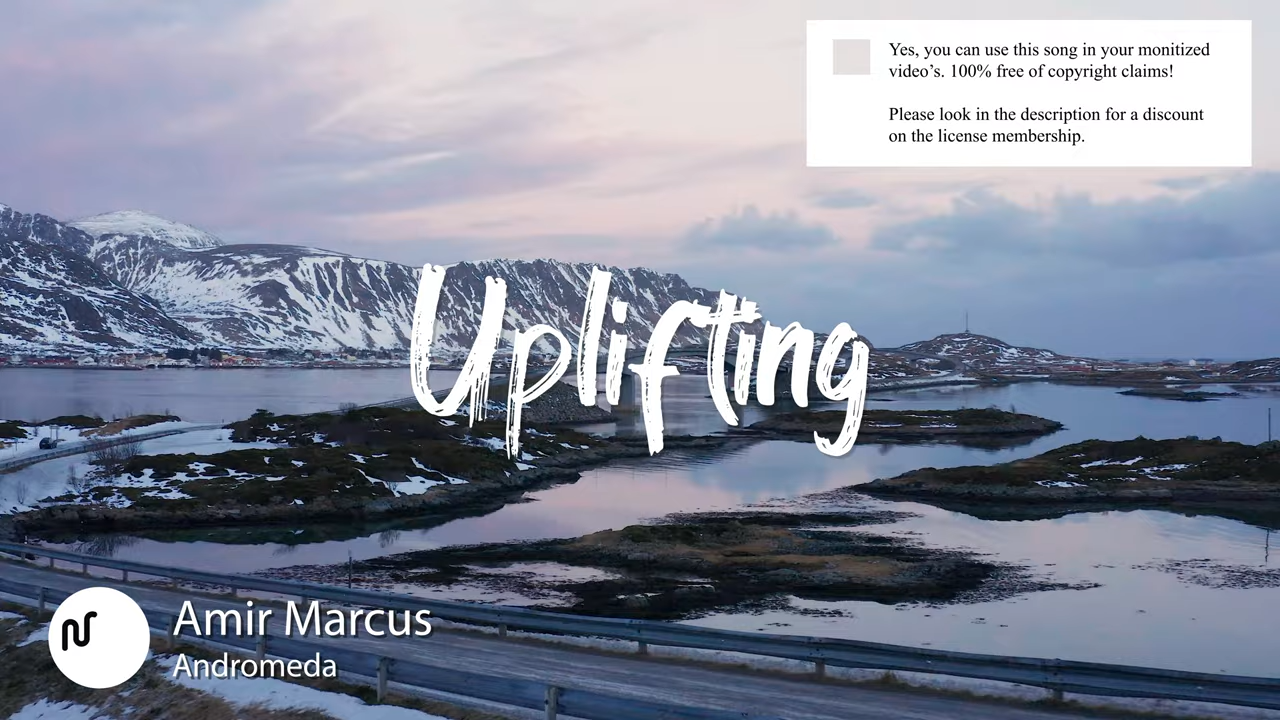 Yes, you can use this song in your monitized
video’s. 100% free of copyright claims!
Please look in the description for a discount
on the license membership.
Uplifting
Amir Marcus
Andromeda